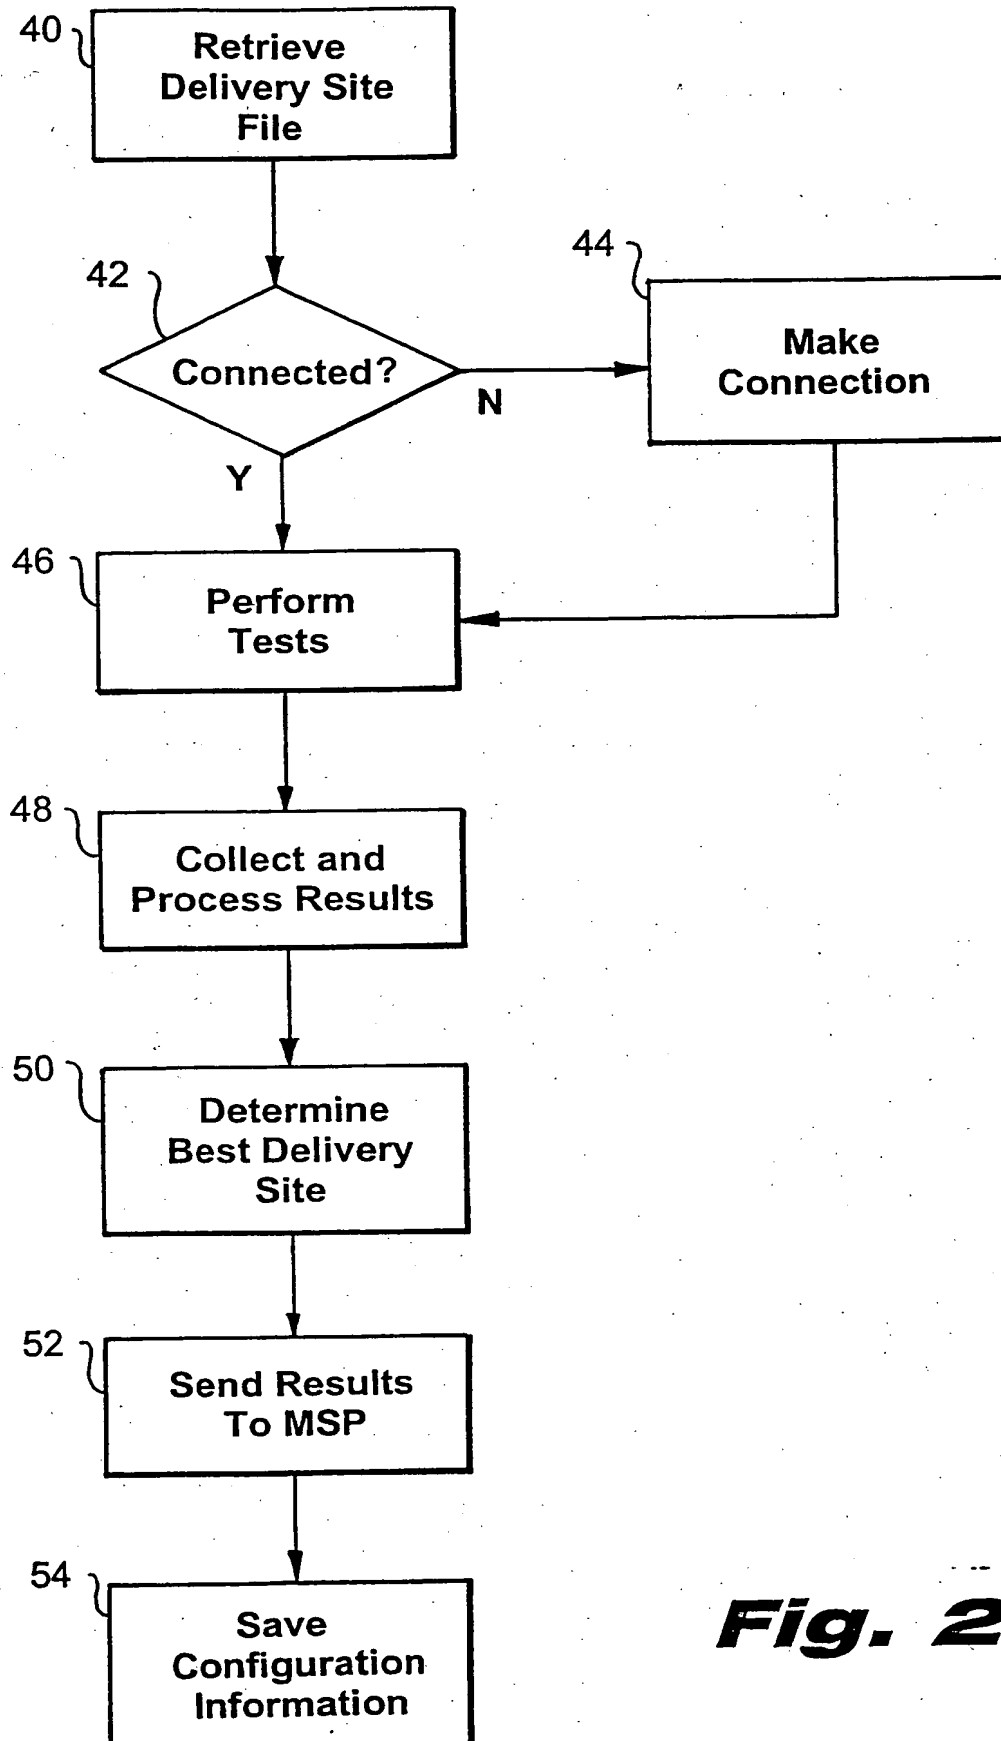 40
Retrieve
Delivery Site
File
42
Connected?
N
Y
44
Make
Connection
46
Perform
Tests
48
Collect and
Process Results
50
Determine
Best Delivery
Site
52
Send Results
To MSP
54
Save
Configuration
Information
Fig. 2